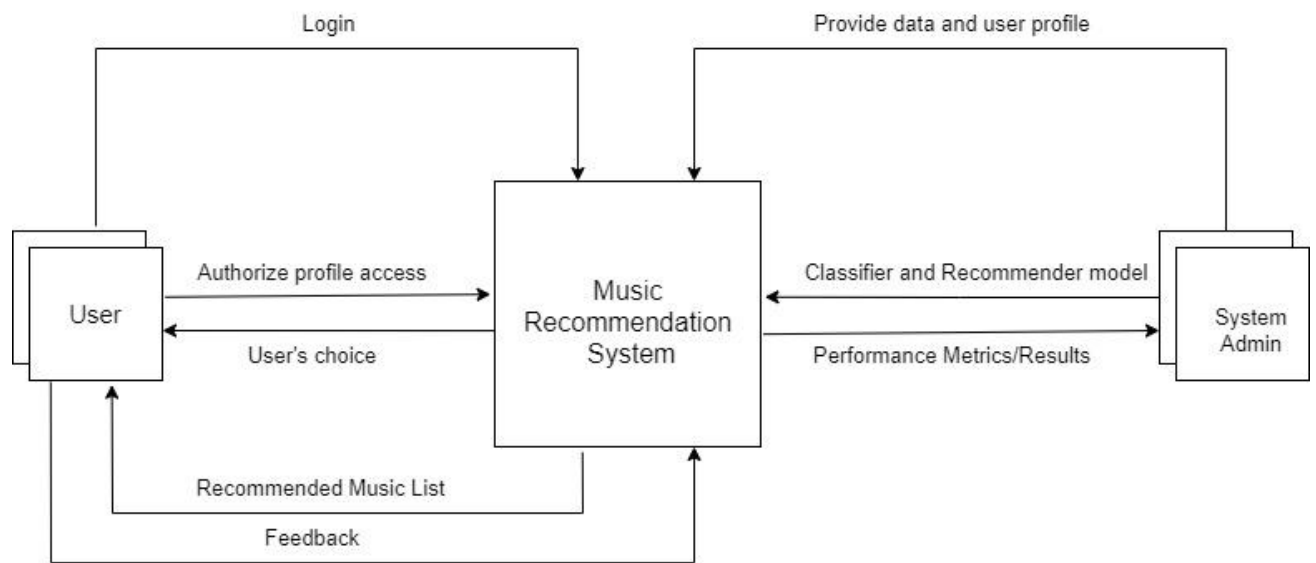 Login
Provide data and user profile
Authorize profile access
Classifier and Recommender model
User
Music
Recommendation
System
System
Admin
User's choice
Performance Metrics/Results
Recommended Music List
Feedback